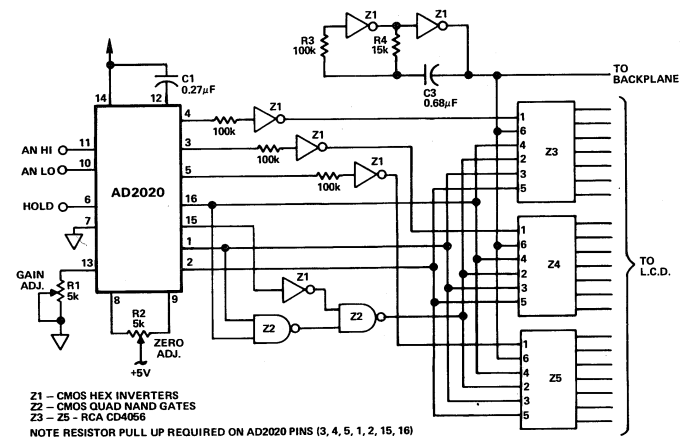 Z1
Z1
R3
100k
R4
15k
C3
0.68µF
TO
BACKPLANE
C1
0.27µF
14
12
4
100k
Z1
3
100k
Z1
5
100k
Z1
AN HI
11
AN LO
10
HOLD
6
7
AD2020
16
15
1
2
13
GAIN
ADJ.
R1
5k
8
9
R2
5k
ZERO
ADJ.
+5V
Z1
Z2
Z2
1
6
4
2
3
5
Z3
1
6
4
2
3
5
Z4
1
6
4
2
3
5
Z5
TO
L.C.D.
Z1 – CMOS HEX INVERTERS
Z2 – CMOS QUAD NAND GATES
Z3 – Z5 - RCA CD4056
NOTE RESISTOR PULL UP REQUIRED ON AD2020 PINS (3, 4, 5, 1, 2, 15, 16)